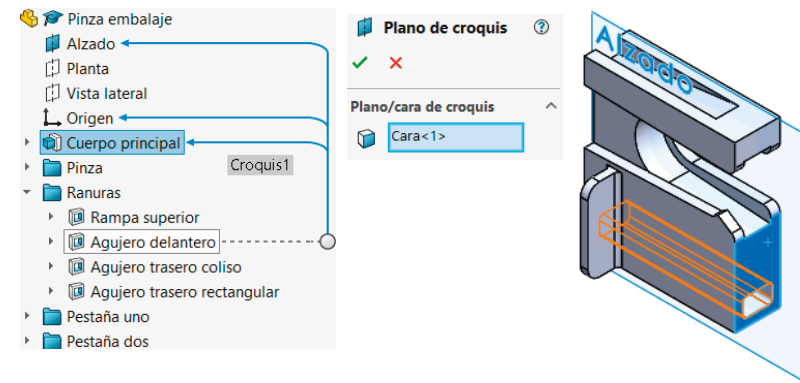 Pinza embalaje
Alzado
Planta
Vista lateral
Origen
Cuerpo principal
Pinza
Croquis1
Ranuras
Rampa superior
Agujero delantero
Agujero trasero coliso
Agujero trasero rectangular
Pestaña uno
Pestaña dos
Plano de croquis
?
Plano/cara de croquis
Cara<1>
Alzado